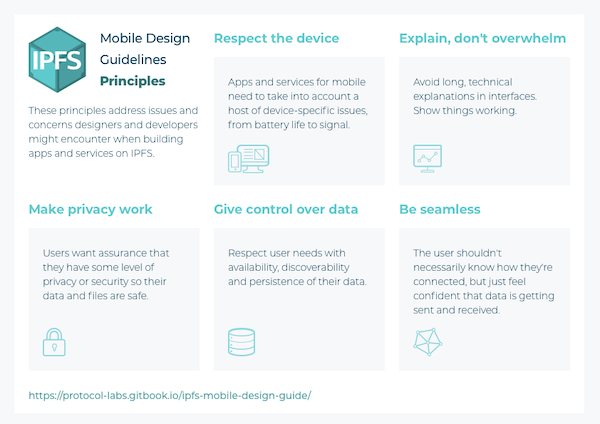 IPFS
Mobile Design
Guidelines
Principles
These principles address issues and
concerns designers and developers
might encounter when building
apps and services on IPFS.
Respect the device
Apps and services for mobile
need to take into account a
host of device-specific issues,
from battery life to signal.
Explain, don't overwhelm
Avoid long, technical
explanations in interfaces.
Show things working.
Make privacy work
Users want assurance that
they have some level of
privacy or security so their
data and files are safe.
Give control over data
Respect user needs with
availability, discoverability
and persistence of their data.
Be seamless
The user shouldn't
necessarily know how they're
connected, but just feel
confident that data is getting
sent and received.
https://protocol-labs.gitbook.io/ipfs-mobile-design-guide/